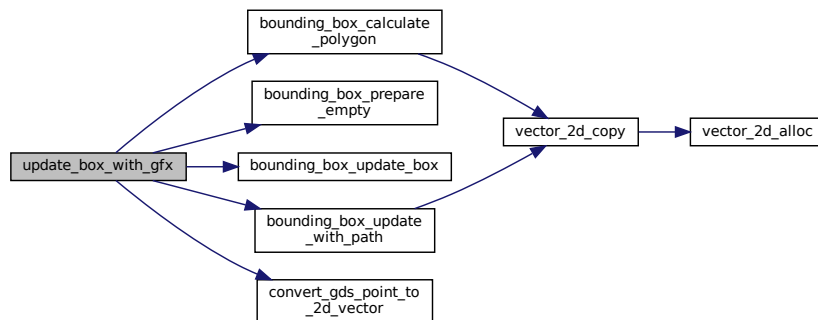 bounding_box_calculate
_polygon
bounding_box_prepare
_empty
vector_2d_copy
vector_2d_alloc
update_box_with_gfx
bounding_box_update_box
bounding_box_update
_with_path
convert_gds_point_to
_2d_vector